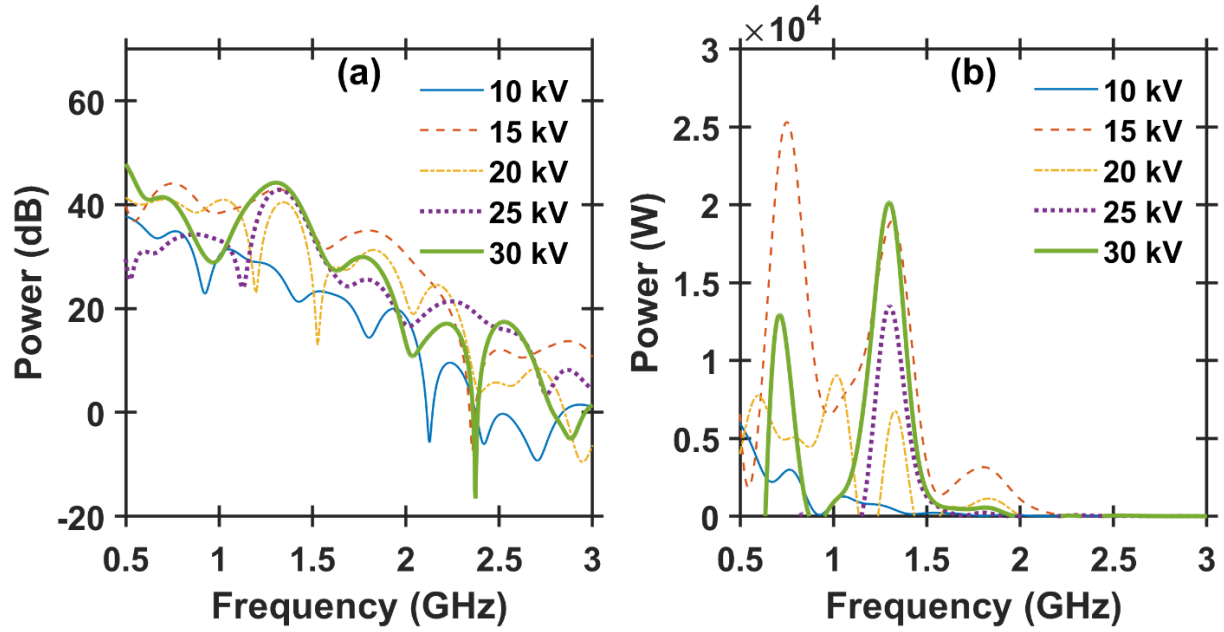 (a)
10 kV
15 kV
20 kV
25 kV
30 kV
60
40
20
0
-20
0.5 1 1.5 2 2.5 3
Power (dB)
Frequency (GHz)
×10⁴
(b)
10 kV
15 kV
20 kV
25 kV
30 kV
3
2.5
2
1.5
1
0.5
0
0.5 1 1.5 2 2.5 3
Power (W)
Frequency (GHz)